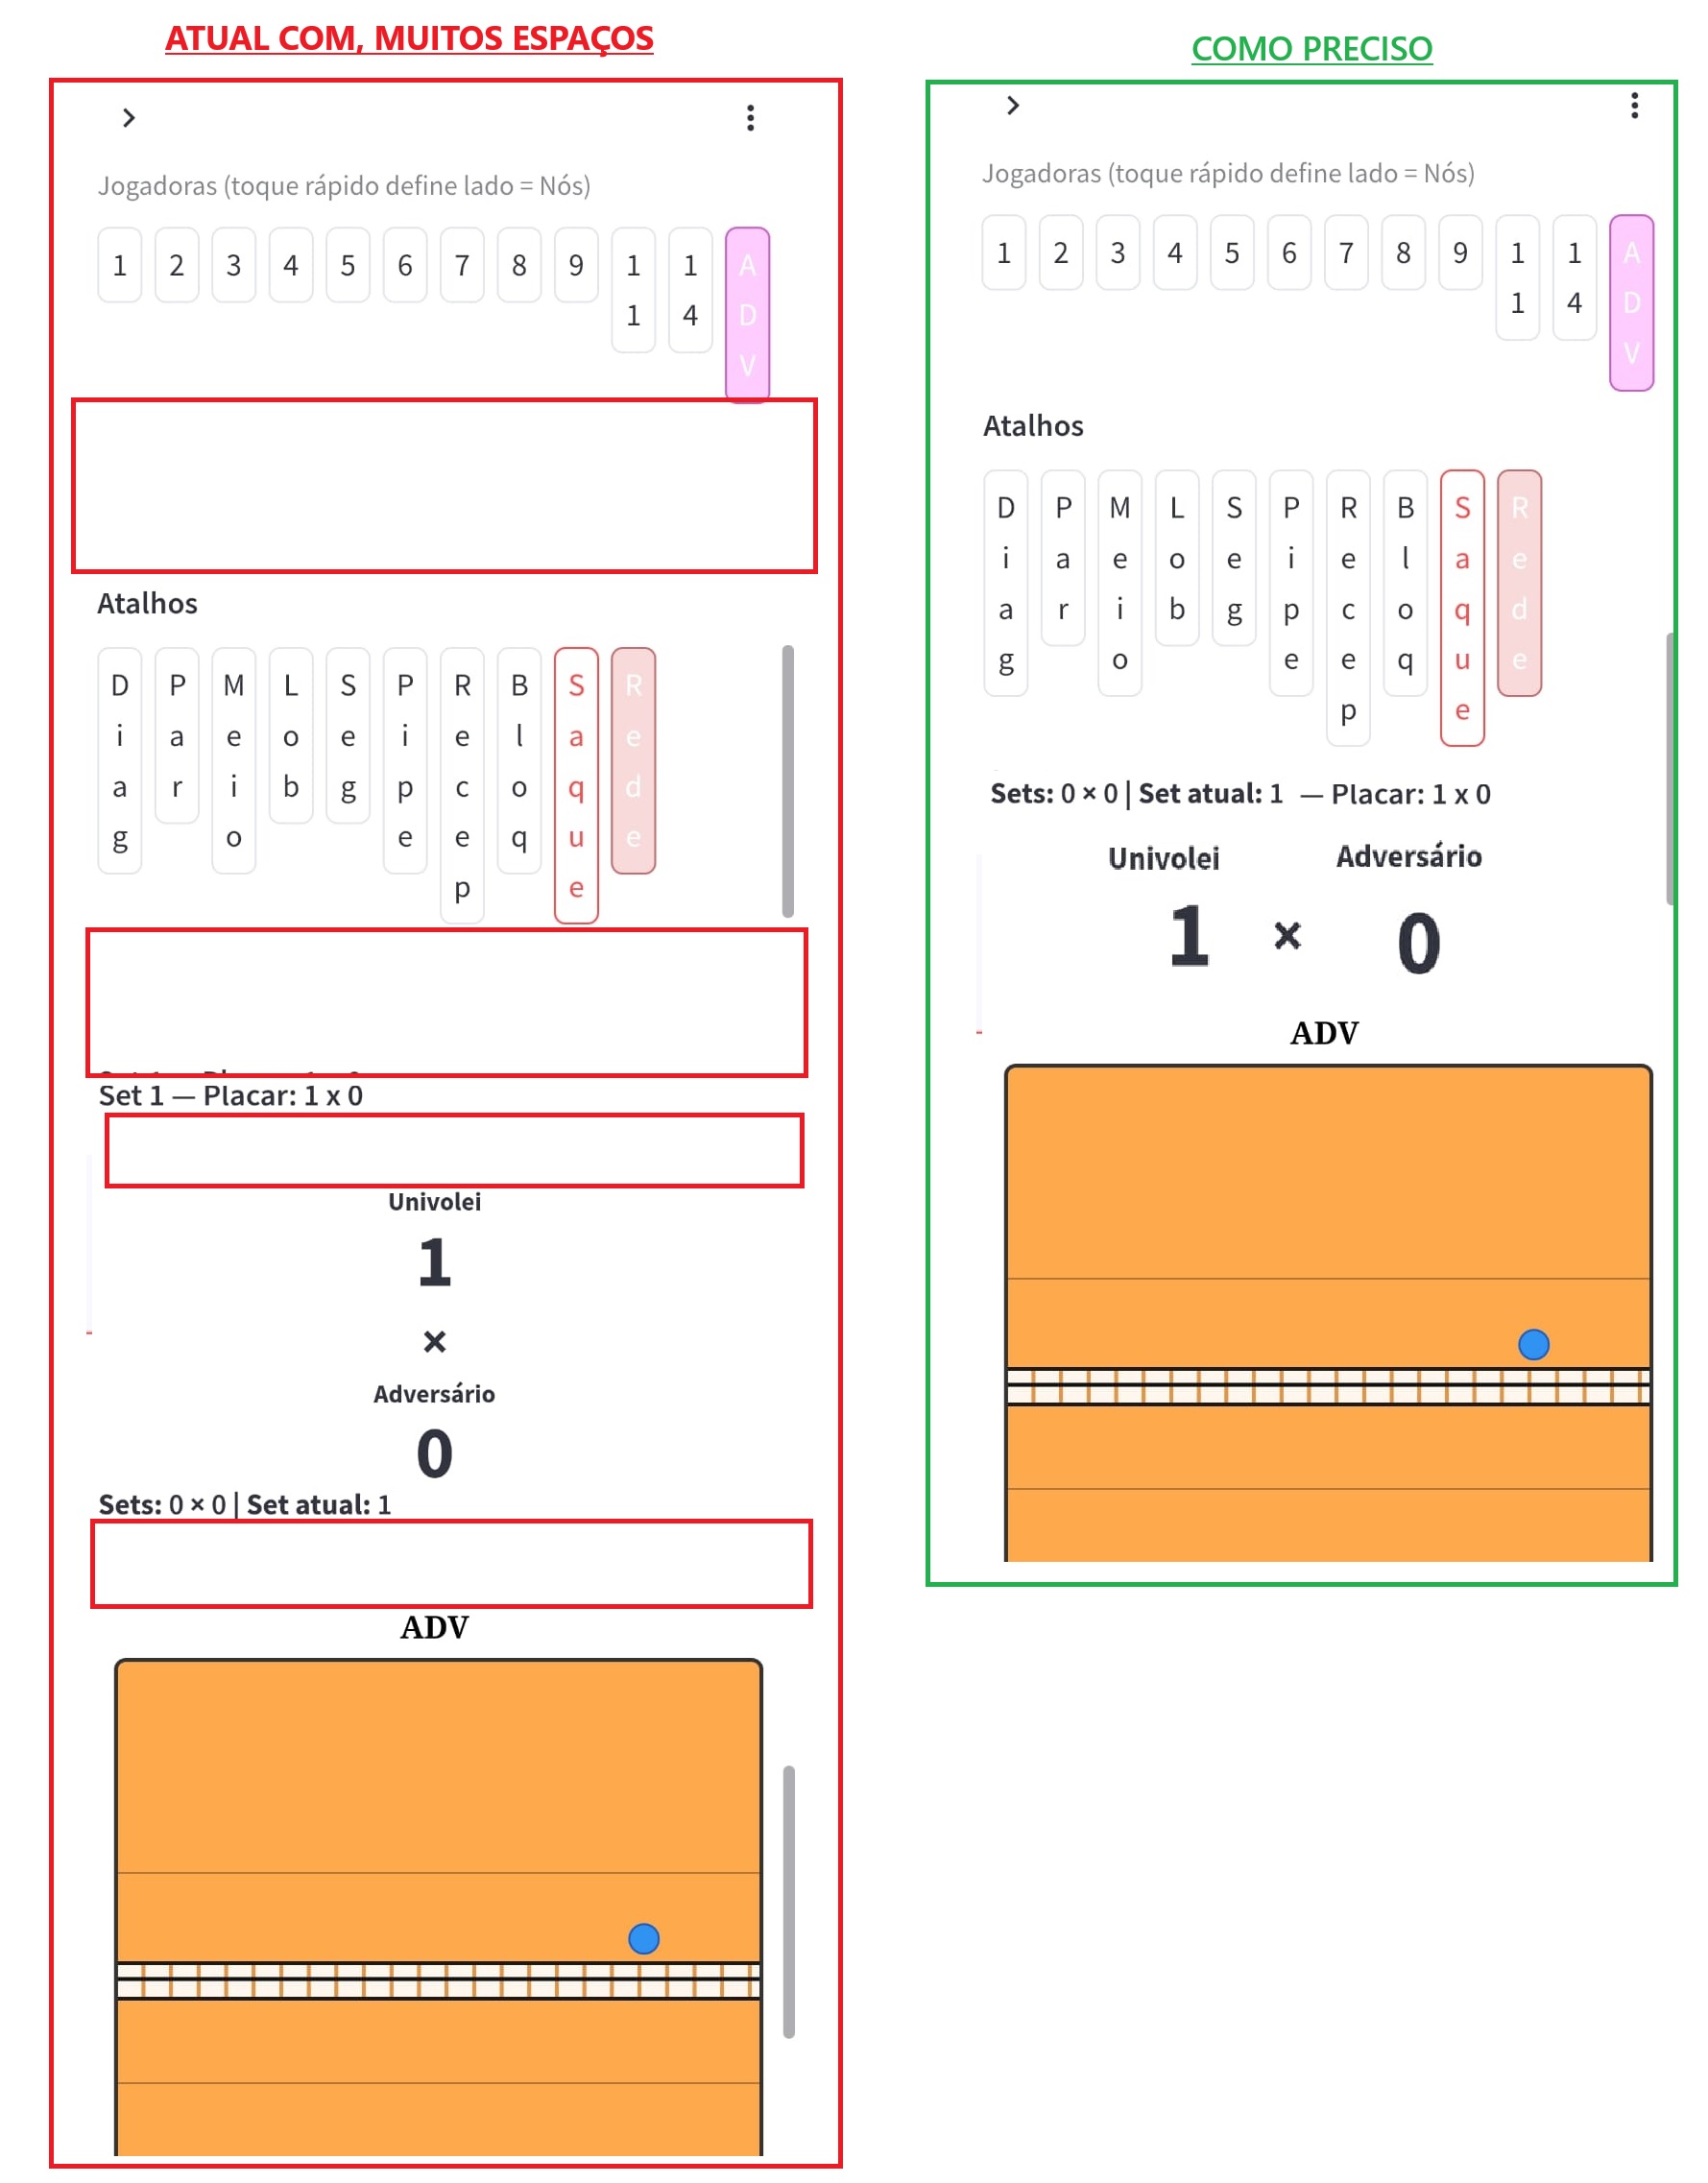 ATUAL COM, MUITOS ESPAÇOS
Jogadoras (toque rápido define lado = Nós)
1 2 3 4 5 6 7 8 9 11 14 ADV
Atalhos
Diag Par Meio Lob Seg Pipe Recep Bloq Saque Rede
Set 1 — Placar: 1 x 0
Univolei
1
×
Adversário
0
Sets: 0 × 0 | Set atual: 1
ADV
COMO PRECISO
Jogadoras (toque rápido define lado = Nós)
1 2 3 4 5 6 7 8 9 11 14 ADV
Atalhos
Diag Par Meio Lob Seg Pipe Recep Bloq Saque Rede
Sets: 0 × 0 | Set atual: 1 — Placar: 1 x 0
Univolei Adversário
1 × 0
ADV